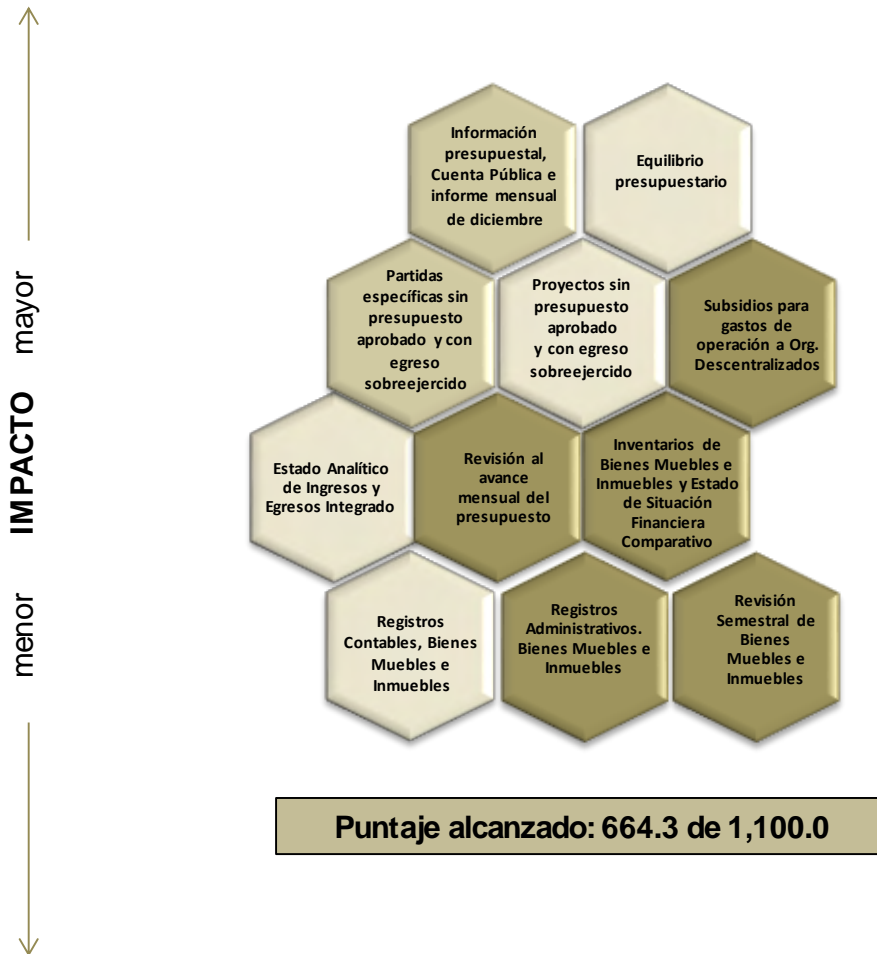 mayor
IMPACTO
menor
Información
presupuestal,
Cuenta Pública e
informe mensual
de diciembre
Equilibrio
presupuestario
Partidas
específicas sin
presupuesto
aprobado y con
egreso
sobreejercido
Proyectos sin
presupuesto
aprobado
y con egreso
sobreejercido
Subsidios para
gastos de
operación a Org.
Descentralizados
Estado Analítico
de Ingresos y
Egresos Integrado
Revisión al
avance
mensual del
presupuesto
Inventarios de
Bienes Muebles e
Inmuebles y Estado
de Situación
Financiera
Comparativo
Registros
Contables, Bienes
Muebles e
Inmuebles
Registros
Administrativos.
Bienes Muebles e
Inmuebles
Revisión
Semestral de
Bienes
Muebles e
Inmuebles
Puntaje alcanzado: 664.3 de 1,100.0